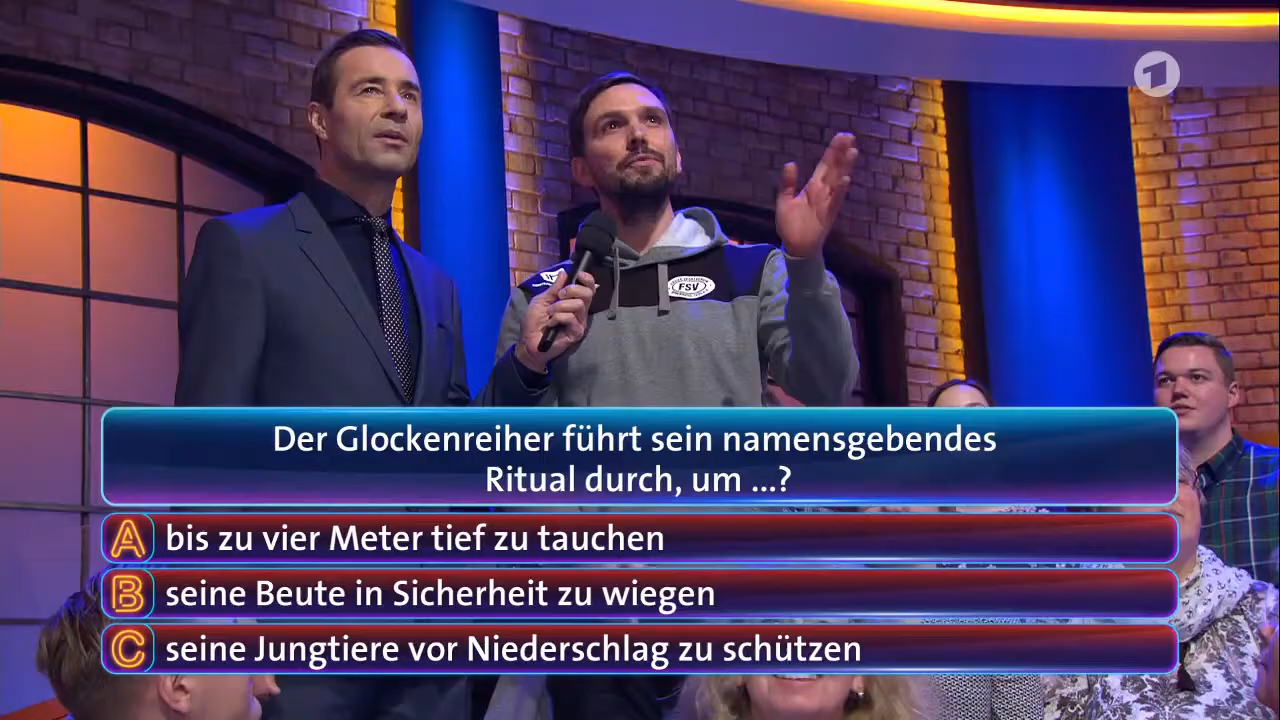 1
FSV
Der Glockenreiher führt sein namensgebendes
Ritual durch, um ...?
A bis zu vier Meter tief zu tauchen
B seine Beute in Sicherheit zu wiegen
C seine Jungtiere vor Niederschlag zu schützen